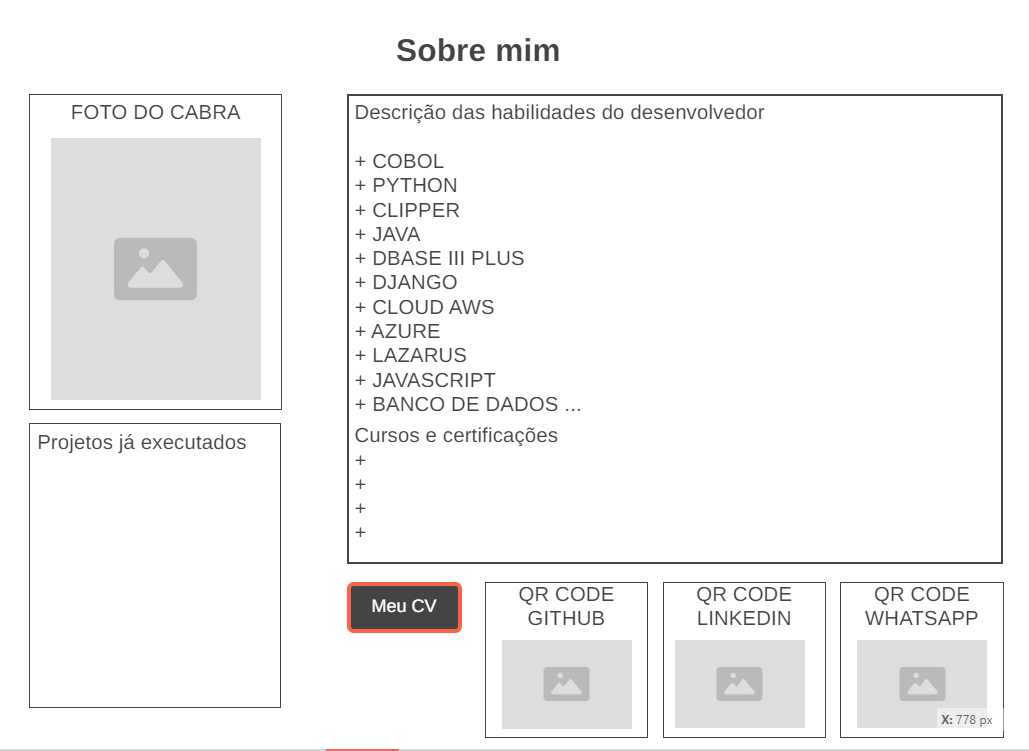 Sobre mim
FOTO DO CABRA
Projetos já executados
Descrição das habilidades do desenvolvedor
+ COBOL
+ PYTHON
+ CLIPPER
+ JAVA
+ DBASE III PLUS
+ DJANGO
+ CLOUD AWS
+ AZURE
+ LAZARUS
+ JAVASCRIPT
+ BANCO DE DADOS ...
Cursos e certificações
+
+
+
+
Meu CV
QR CODE
GITHUB
QR CODE
LINKEDIN
QR CODE
WHATSAPP
X: 778 px